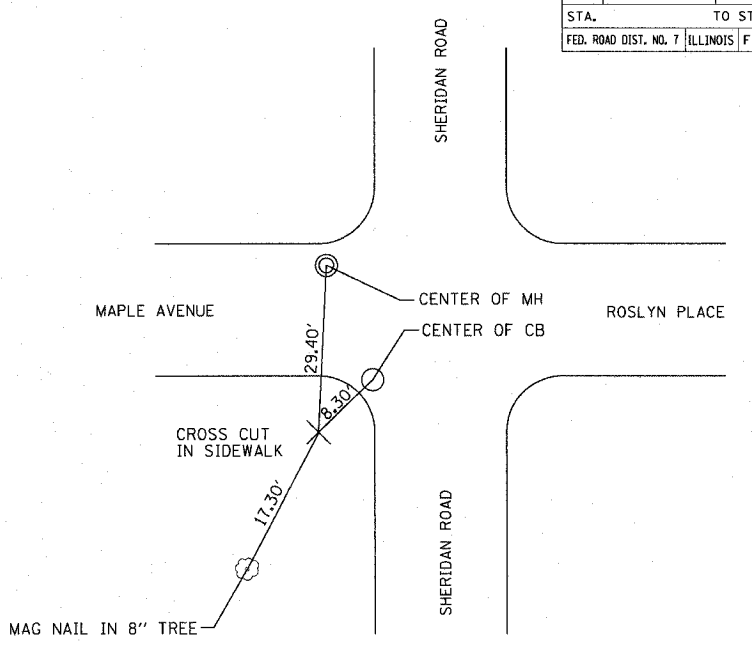 STA.
TO ST
FED. ROAD DIST. NO. 7
ILLINOIS
F
SHERIDAN ROAD
MAPLE AVENUE
CENTER OF MH
ROSLYN PLACE
CENTER OF CB
29.40'
8.30'
CROSS CUT
IN SIDEWALK
17.30'
SHERIDAN ROAD
MAG NAIL IN 8" TREE